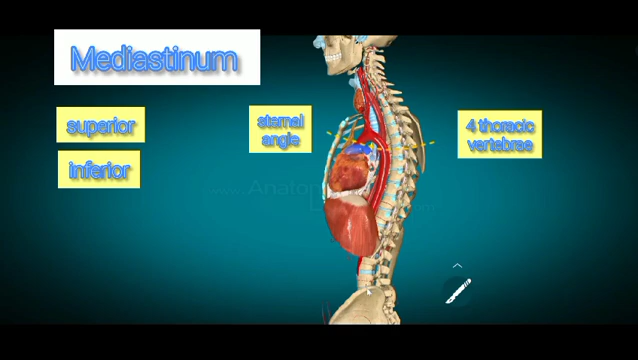 Mediastinum
superior
inferior
sternal
angle
4 thoracic
vertebrae